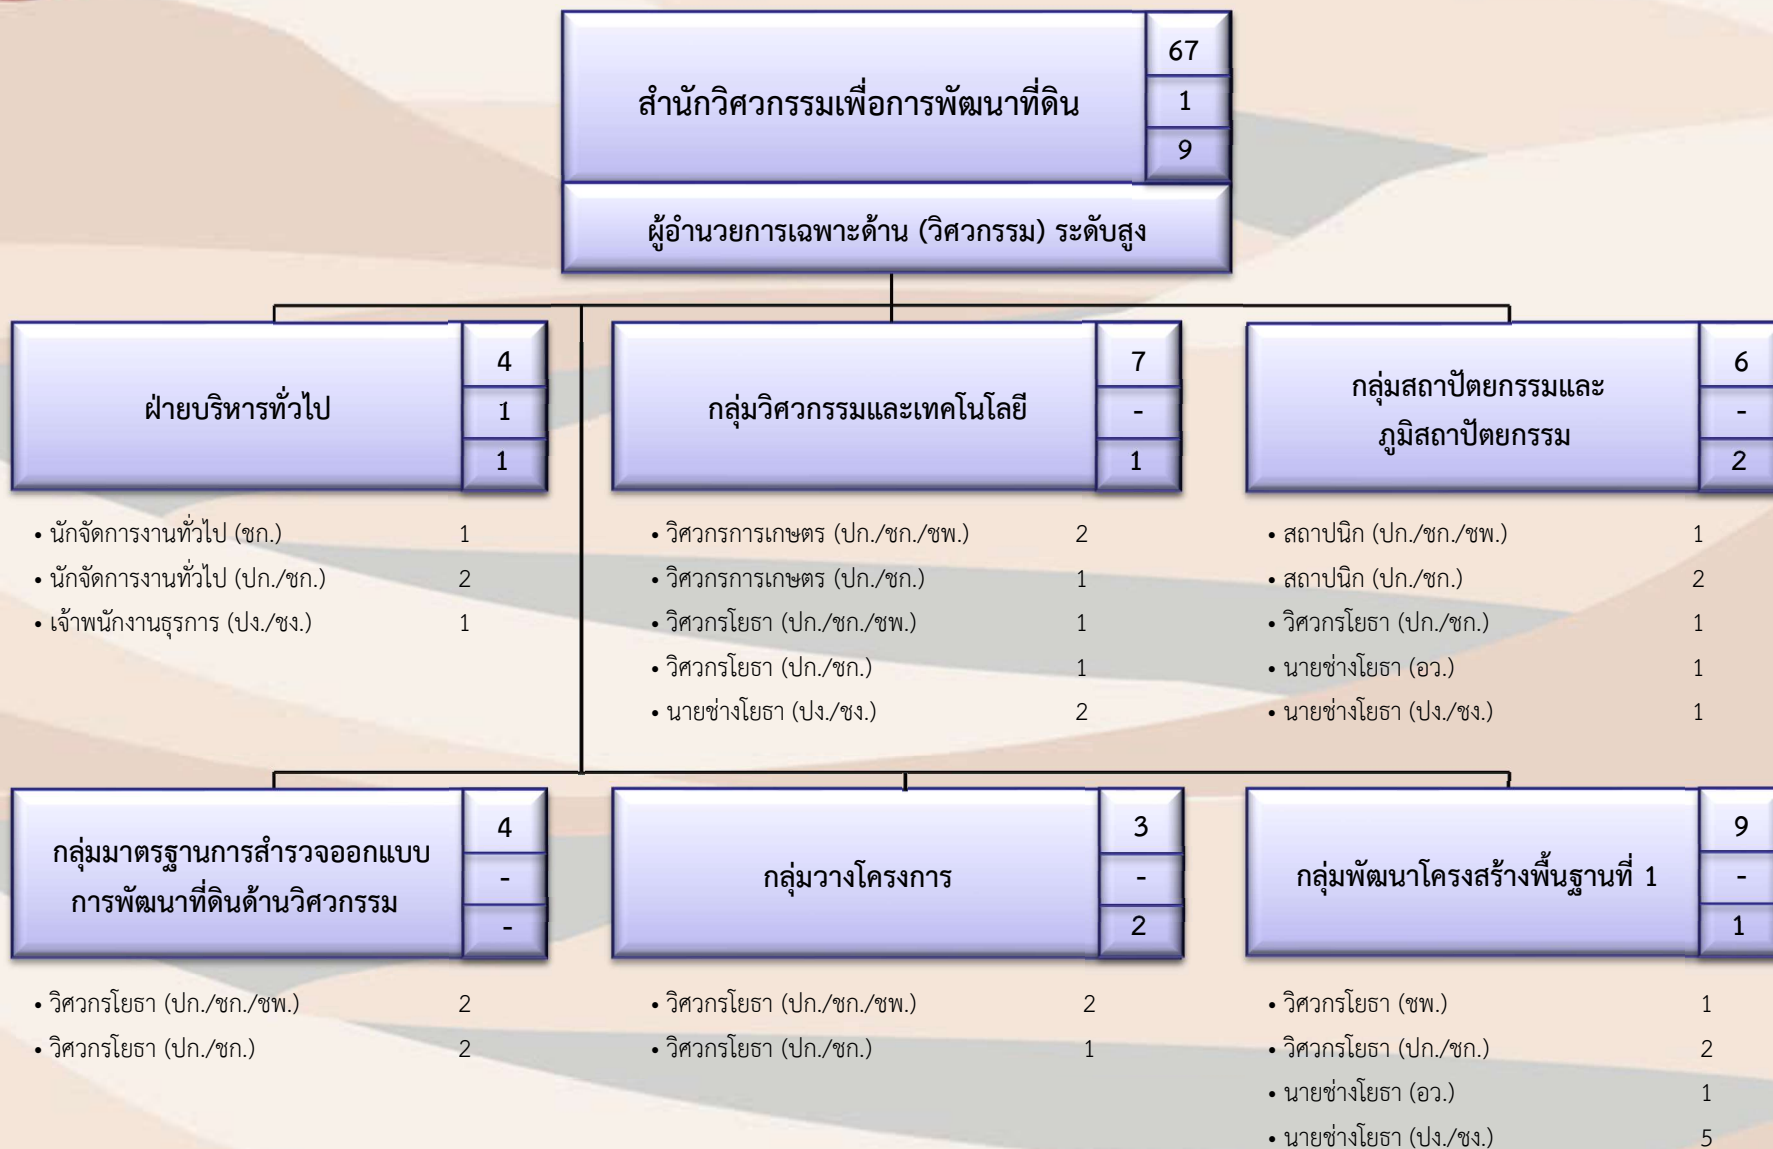 สำนักวิศวกรรมเพื่อการพัฒนาที่ดิน
67
1
9
ผู้อำนวยการเฉพาะด้าน (วิศวกรรม) ระดับสูง
ฝ่ายบริหารทั่วไป
4
1
1
• นักจัดการงานทั่วไป (ชก.) 1
• นักจัดการงานทั่วไป (ปก./ชก.) 2
• เจ้าพนักงานธุรการ (ปง./ชง.) 1
กลุ่มวิศวกรรมและเทคโนโลยี
7
-
1
• วิศวกรการเกษตร (ปก./ชก./ชพ.) 2
• วิศวกรการเกษตร (ปก./ชก.) 1
• วิศวกรโยธา (ปก./ชก./ชพ.) 1
• วิศวกรโยธา (ปก./ชก.) 1
• นายช่างโยธา (ปง./ชง.) 2
กลุ่มสถาปัตยกรรมและ
ภูมิสถาปัตยกรรม
6
-
2
• สถาปนิก (ปก./ชก./ชพ.) 1
• สถาปนิก (ปก./ชก.) 2
• วิศวกรโยธา (ปก./ชก.) 1
• นายช่างโยธา (อว.) 1
• นายช่างโยธา (ปง./ชง.) 1
กลุ่มมาตรฐานการสำรวจออกแบบ
การพัฒนาที่ดินด้านวิศวกรรม
4
-
-
• วิศวกรโยธา (ปก./ชก./ชพ.) 2
• วิศวกรโยธา (ปก./ชก.) 2
กลุ่มวางโครงการ
3
-
2
• วิศวกรโยธา (ปก./ชก./ชพ.) 2
• วิศวกรโยธา (ปก./ชก.) 1
กลุ่มพัฒนาโครงสร้างพื้นฐานที่ 1
9
-
1
• วิศวกรโยธา (ชพ.) 1
• วิศวกรโยธา (ปก./ชก.) 2
• นายช่างโยธา (อว.) 1
• นายช่างโยธา (ปง./ชง.) 5